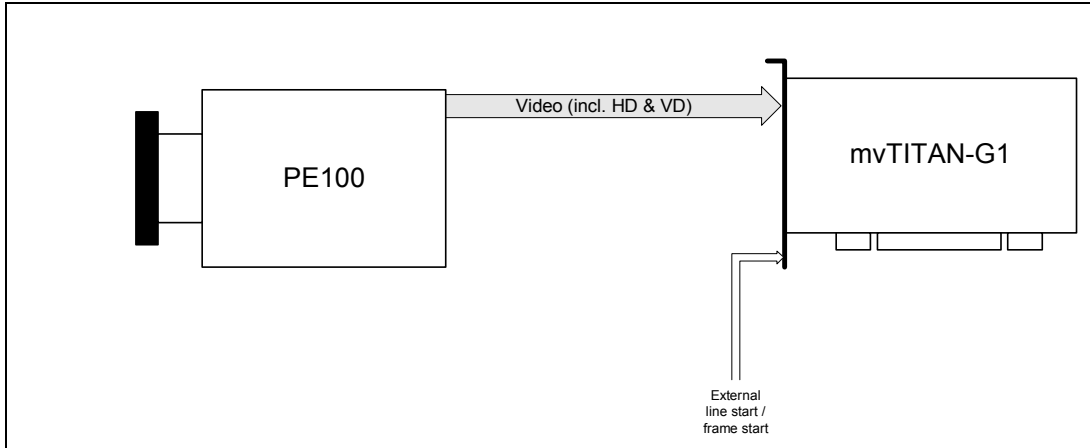 Video (incl. HD & VD)
PE100
mvTITAN-G1
External
line start /
frame start